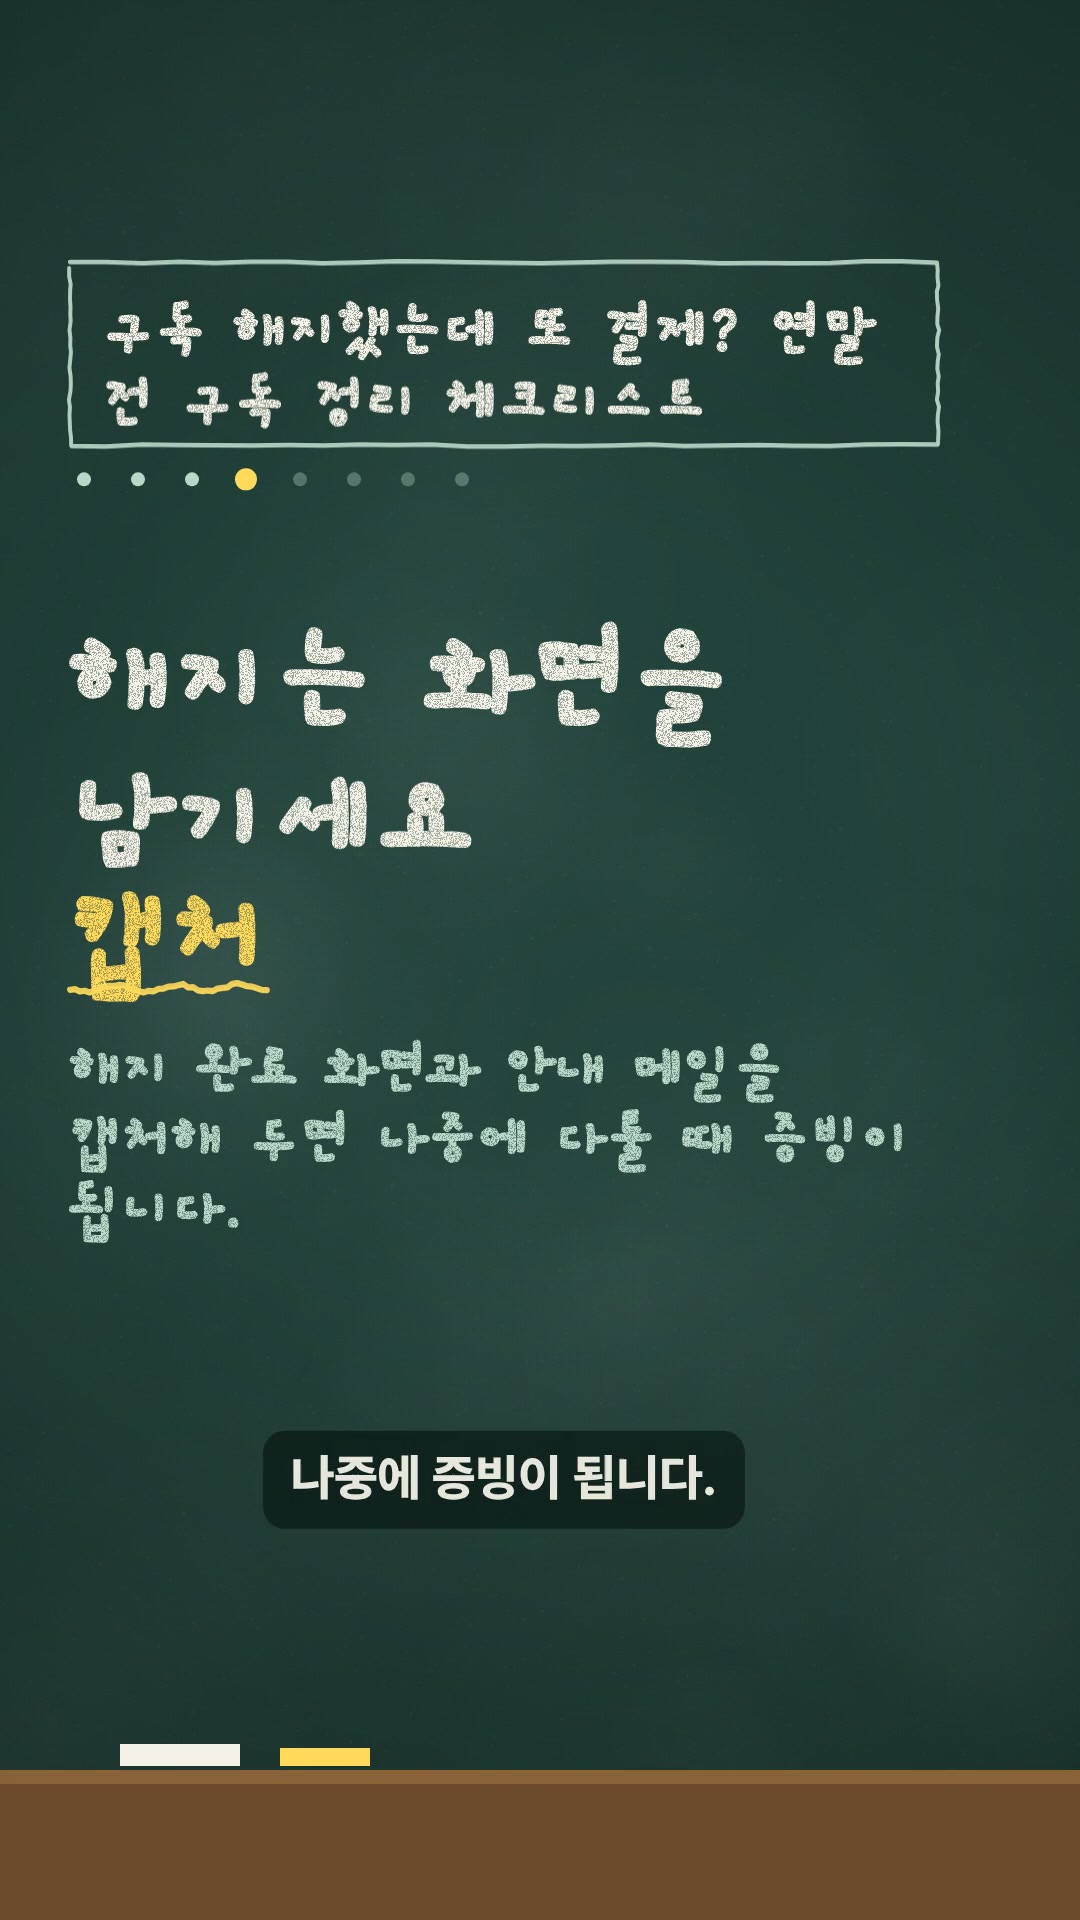 구독 해지했는데 또 결제? 연말
전 구독 정리 체크리스트
해지는 화면을
남기세요
캡처
해지 완료 화면과 안내 메일을
캡처해 두면 나중에 다툴 때 증빙이
됩니다.
나중에 증빙이 됩니다.